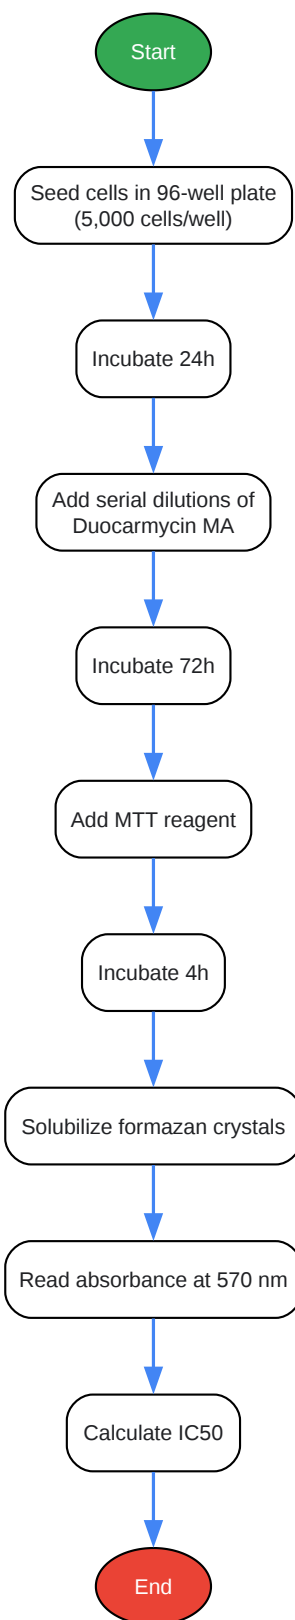 Start
Seed cells in 96-well plate
(5,000 cells/well)
Incubate 24h
Add serial dilutions of
Duocarmycin MA
Incubate 72h
Add MTT reagent
Incubate 4h
Solubilize formazan crystals
Read absorbance at 570 nm
Calculate IC50
End